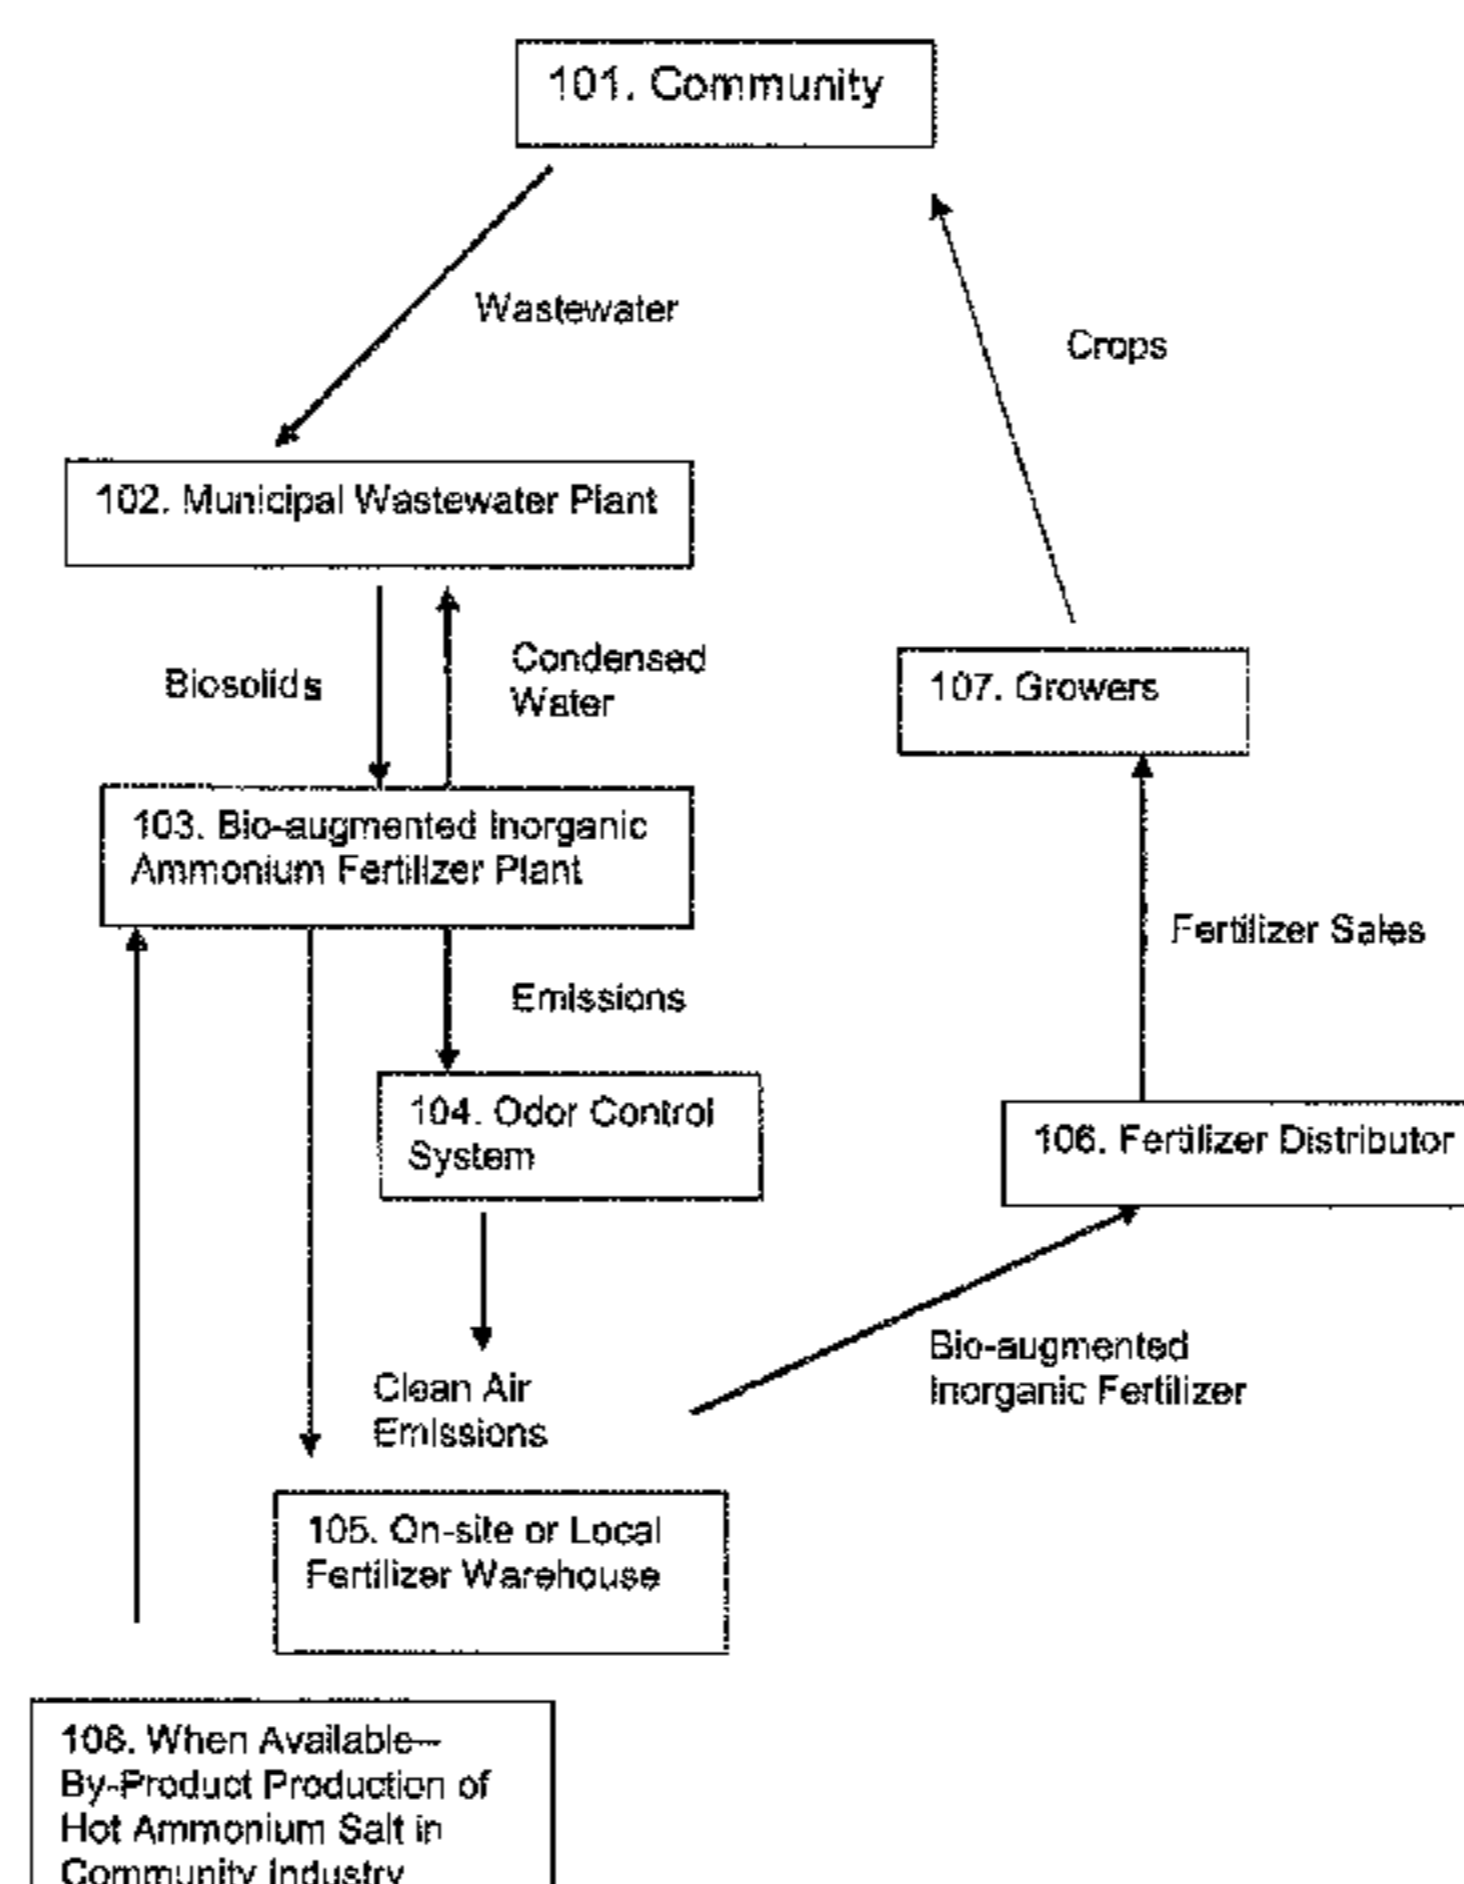 101. Community
Wastewater
Crops
102. Municipal Wastewater Plant
Biosolids
Condensed
Water
107. Growers
103. Bio-augmented Inorganic
Ammonium Fertilizer Plant
Fertilizer Sales
Emissions
104. Odor Control
System
106. Fertilizer Distributor
Bio-augmented
Inorganic Fertilizer
Clean Air
Emissions
105. On-site or Local
Fertilizer Warehouse
108. When Available--
By-Product Production of
Hot Ammonium Salt in
Community Industry